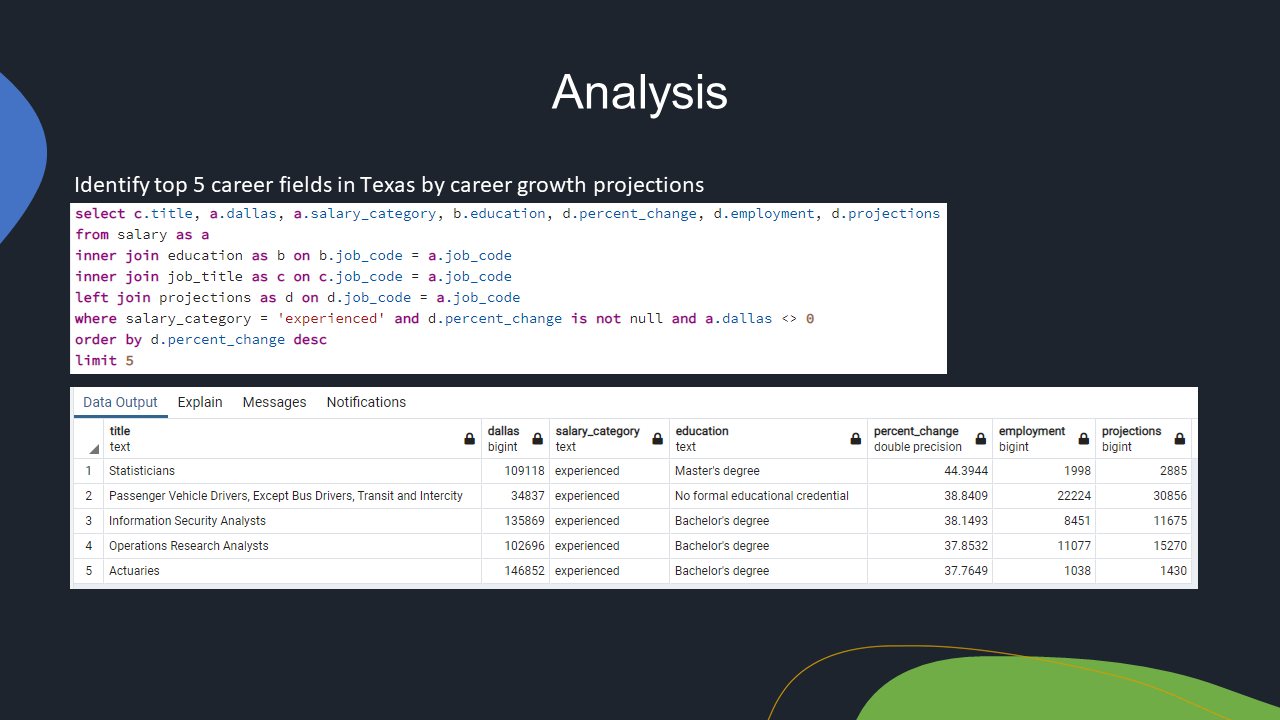 Analysis
Identify top 5 career fields in Texas by career growth projections
select c.title, a.dallas, a.salary_category, b.education, d.percent_change, d.employment, d.projections
from salary as a
inner join education as b on b.job_code = a.job_code
inner join job_title as c on c.job_code = a.job_code
left join projections as d on d.job_code = a.job_code
where salary_category = 'experienced' and d.percent_change is not null and a.dallas <> 0
order by d.percent_change desc
limit 5
Data Output Explain Messages Notifications
title dallas salary_category education percent_change employment projections
text bigint text text double precision bigint bigint
1 Statisticians 109118 experienced Master's degree 44.3944 1998 2885
2 Passenger Vehicle Drivers, Except Bus Drivers, Transit and Intercity 34837 experienced No formal educational credential 38.8409 22224 30856
3 Information Security Analysts 135869 experienced Bachelor's degree 38.1493 8451 11675
4 Operations Research Analysts 102696 experienced Bachelor's degree 37.8532 11077 15270
5 Actuaries 146852 experienced Bachelor's degree 37.7649 1038 1430